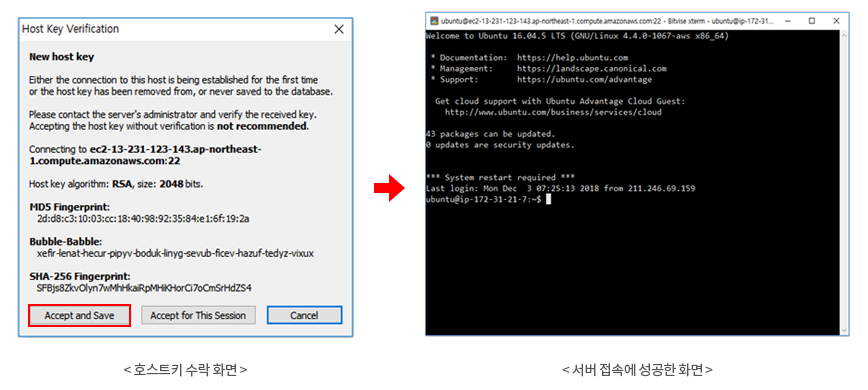 Host Key Verification
New host key
Either the connection to this host is being established for the first time
or the host key has been removed from, or never saved to the database.
Please contact the server's administrator and verify the received key.
Accepting the host key without verification is not recommended.
Connecting to ec2-13-231-123-143.ap-northeast-
1.compute.amazonaws.com:22
Host key algorithm: RSA, size: 2048 bits.
MD5 Fingerprint:
2d:d8:c3:10:03:cc:18:40:98:92:35:84:e1:6f:19:2a
Bubble-Babble:
xefir-lenat-hecur-pipyv-boduk-linyg-sevub-ficev-hazuf-tedyz-vixux
SHA-256 Fingerprint:
SFBjs8ZkvOlyn7wMhHkaiRpMHiKHorCi7oCmSrHdZS4
Accept and Save
Accept for This Session
Cancel
< 호스트키 수락 화면 >
ubuntu@ec2-13-231-123-143.ap-northeast-1.compute.amazonaws.com:22 - Bitvise xterm - ubuntu@ip-172-31-...
Welcome to Ubuntu 16.04.5 LTS (GNU/Linux 4.4.0-1067-aws x86_64)
* Documentation: https://help.ubuntu.com
* Management: https://landscape.canonical.com
* Support: https://ubuntu.com/advantage
Get cloud support with Ubuntu Advantage Cloud Guest:
http://www.ubuntu.com/business/services/cloud
43 packages can be updated.
0 updates are security updates.
*** System restart required ***
Last login: Mon Dec 3 07:25:13 2018 from 211.246.69.159
ubuntu@ip-172-31-21-7:~$
< 서버 접속에 성공한 화면 >